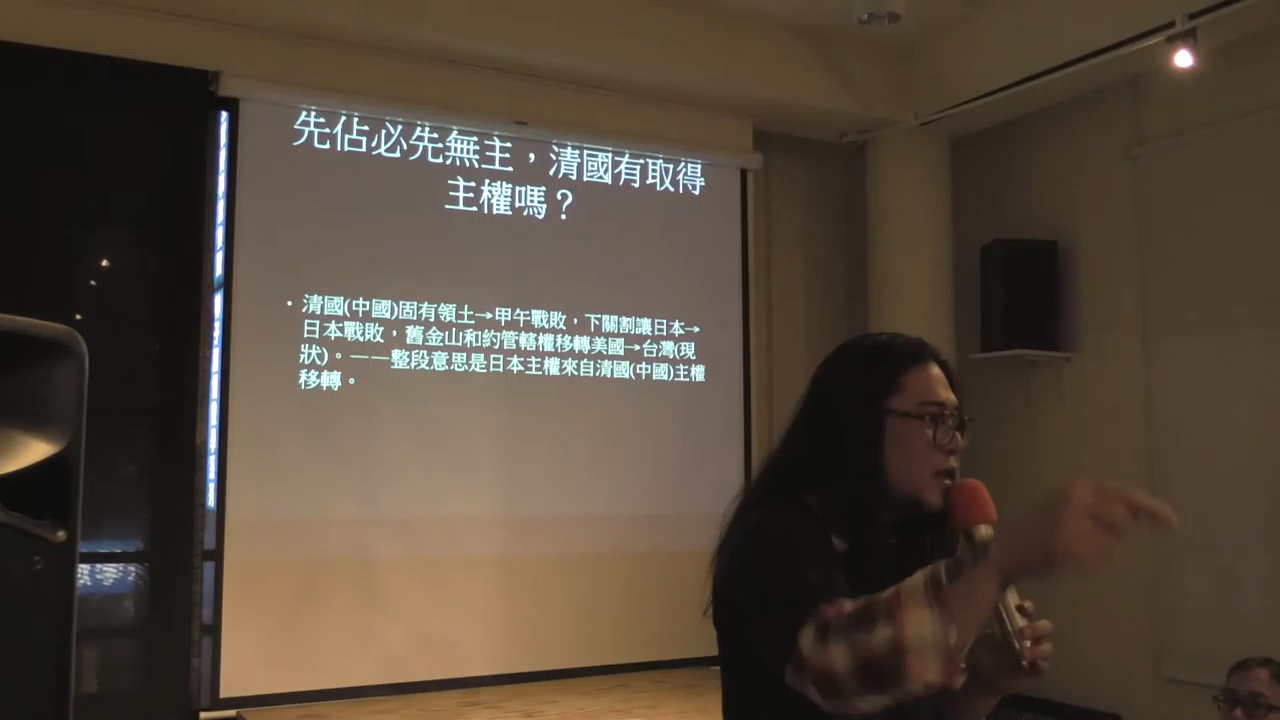 先佔必先無主，清國有取得
主權嗎？
• 清國(中國)固有領土→甲午戰敗，下關割讓日本→
日本戰敗，舊金山和約管轄權移轉美國→台灣(現
狀)。——整段意思是日本主權來自清國(中國)主權
移轉。